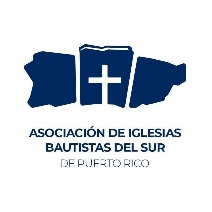 ASOCIACIÓN DE IGLESIAS
BAUTISTAS DEL SUR
DE PUERTO RICO